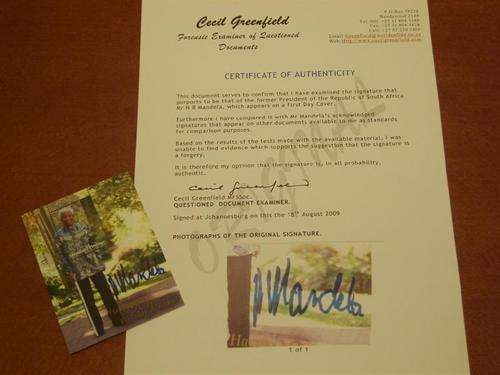 Cecil Greenfield
Forensic Examiner of Questioned
Documents
CERTIFICATE OF AUTHENTICITY
This document serves to confirm that I have examined the signature that
purports to be that of the former President of the Republic of South Africa
Mr N R Mandela, which appears on a First Day Cover.
Furthermore I have compared it with Mr Mandela's acknowledged
signatures that appear on other documents available to me as standards
for comparison purposes.
Based on the results of the tests made with the available material, I was
unable to find evidence which supports the suggestion that the signature is
a forgery.
It is therefore my opinion that the signature is, in all probability,
authentic.
Cecil Greenfield
Cecil Greenfield
QUESTIONED DOCUMENT EXAMINER.
Signed at Johannesburg on this the 18th August 2009
PHOTOGRAPHS OF THE ORIGINAL SIGNATURE.
NMandela
NMandela
1 of 1